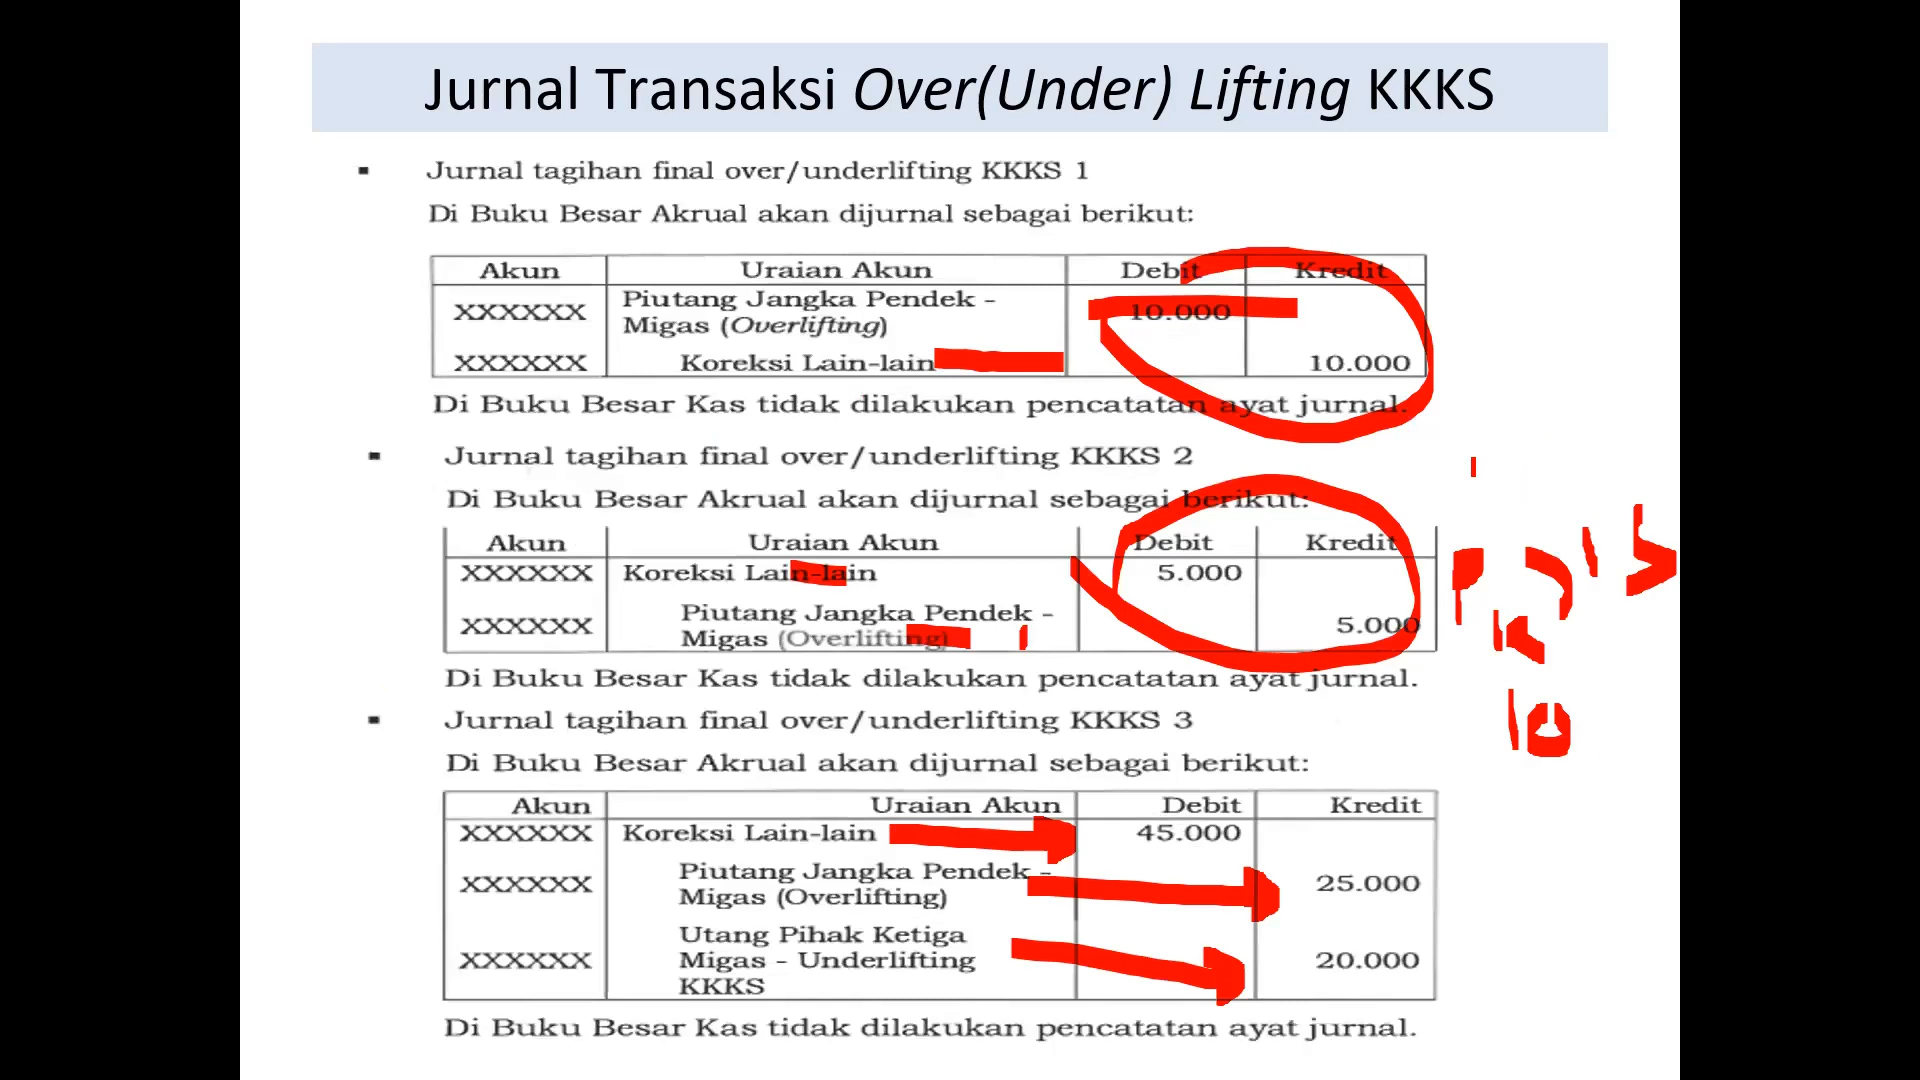 Jurnal Transaksi Over(Under) Lifting KKKS
▪ Jurnal tagihan final over/underlifting KKKS 1
Di Buku Besar Akrual akan dijurnal sebagai berikut:
Akun Uraian Akun Debit Kredit
XXXXXX Piutang Jangka Pendek - 10.000
Migas (Overlifting)
XXXXXX Koreksi Lain-lain 10.000
Di Buku Besar Kas tidak dilakukan pencatatan ayat jurnal.
▪ Jurnal tagihan final over/underlifting KKKS 2
Di Buku Besar Akrual akan dijurnal sebagai berikut:
Akun Uraian Akun Debit Kredit
XXXXXX Koreksi Lain-lain 5.000
XXXXXX Piutang Jangka Pendek - 5.000
Migas (Overlifting)
Di Buku Besar Kas tidak dilakukan pencatatan ayat jurnal.
▪ Jurnal tagihan final over/underlifting KKKS 3
Di Buku Besar Akrual akan dijurnal sebagai berikut:
Akun Uraian Akun Debit Kredit
XXXXXX Koreksi Lain-lain 45.000
XXXXXX Piutang Jangka Pendek - 25.000
Migas (Overlifting)
XXXXXX Utang Pihak Ketiga 20.000
Migas - Underlifting
KKKS
Di Buku Besar Kas tidak dilakukan pencatatan ayat jurnal.